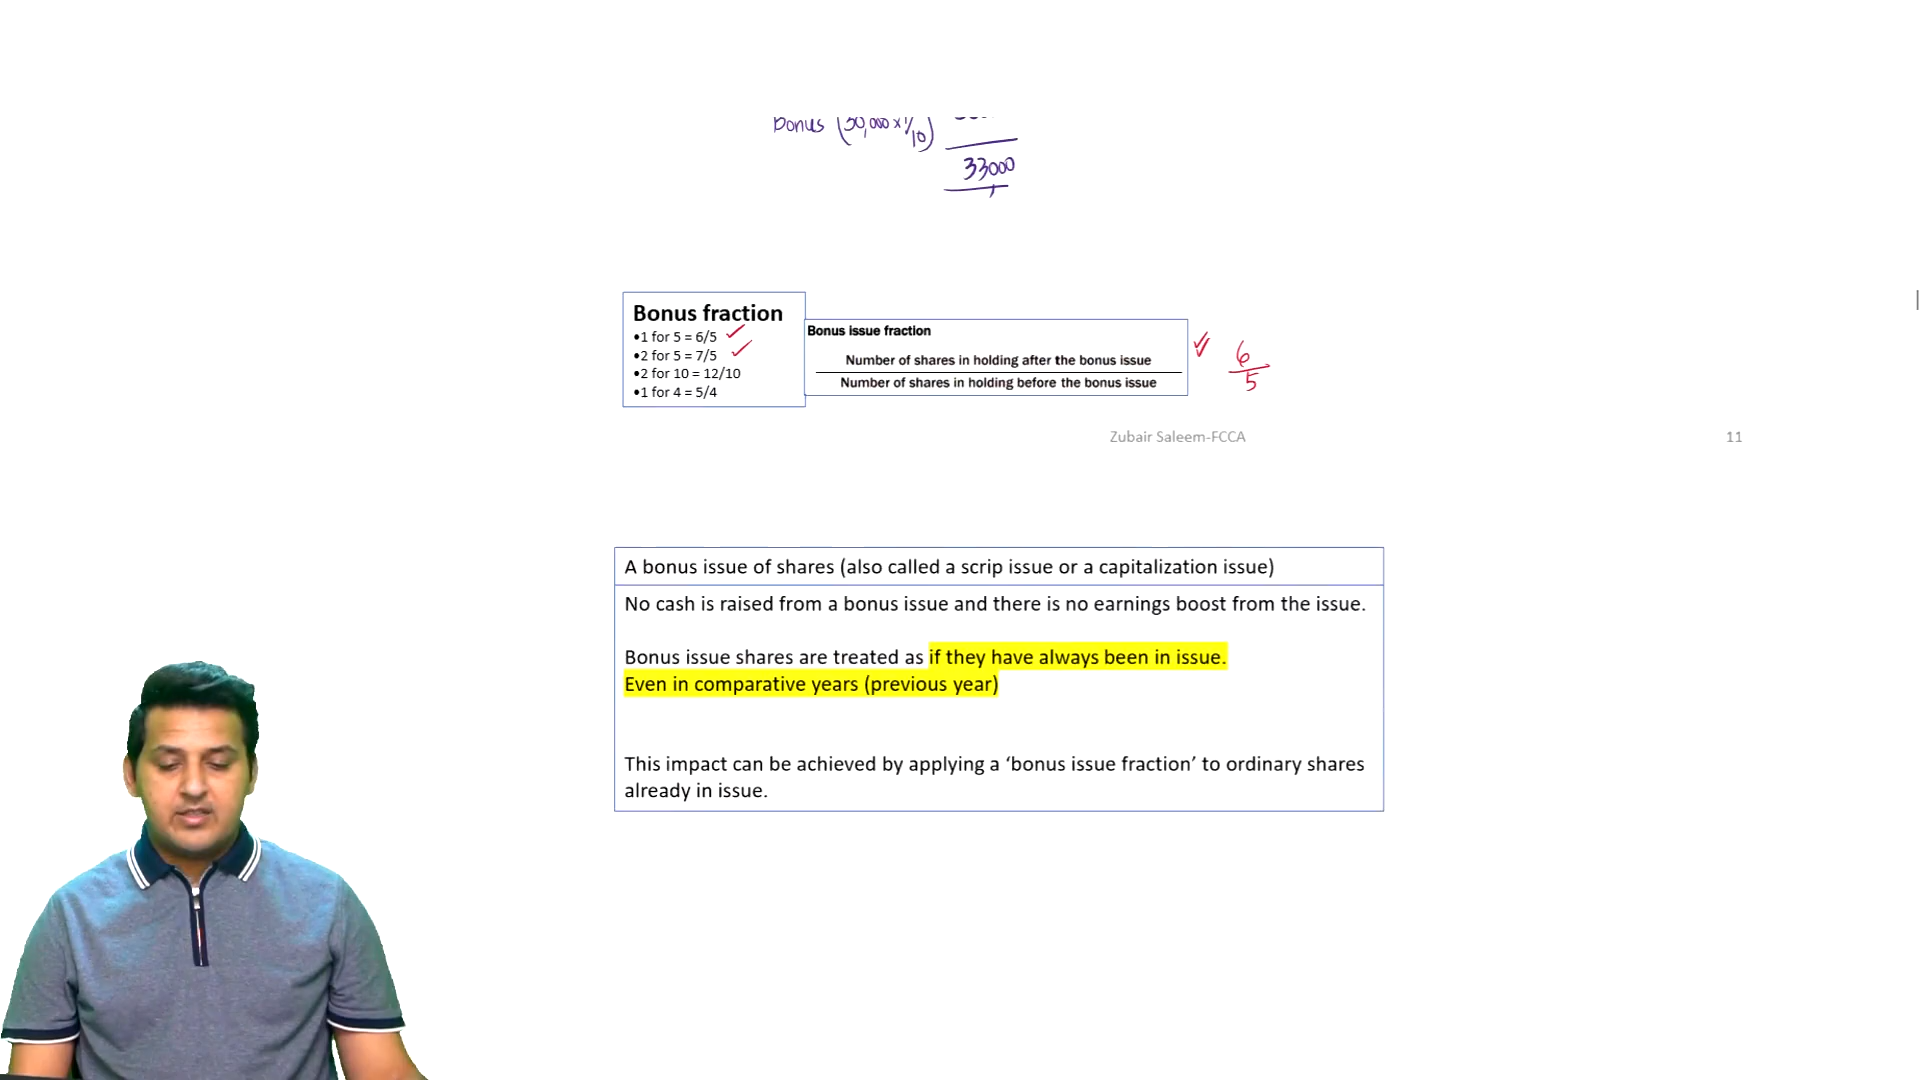 Bonus (30,000 x 1/10)
33000
Bonus fraction
•1 for 5 = 6/5
•2 for 5 = 7/5
•2 for 10 = 12/10
•1 for 4 = 5/4
Bonus issue fraction
Number of shares in holding after the bonus issue
Number of shares in holding before the bonus issue
6
5
Zubair Saleem-FCCA
11
A bonus issue of shares (also called a scrip issue or a capitalization issue)
No cash is raised from a bonus issue and there is no earnings boost from the issue.
Bonus issue shares are treated as if they have always been in issue.
Even in comparative years (previous year)
This impact can be achieved by applying a ‘bonus issue fraction’ to ordinary shares
already in issue.